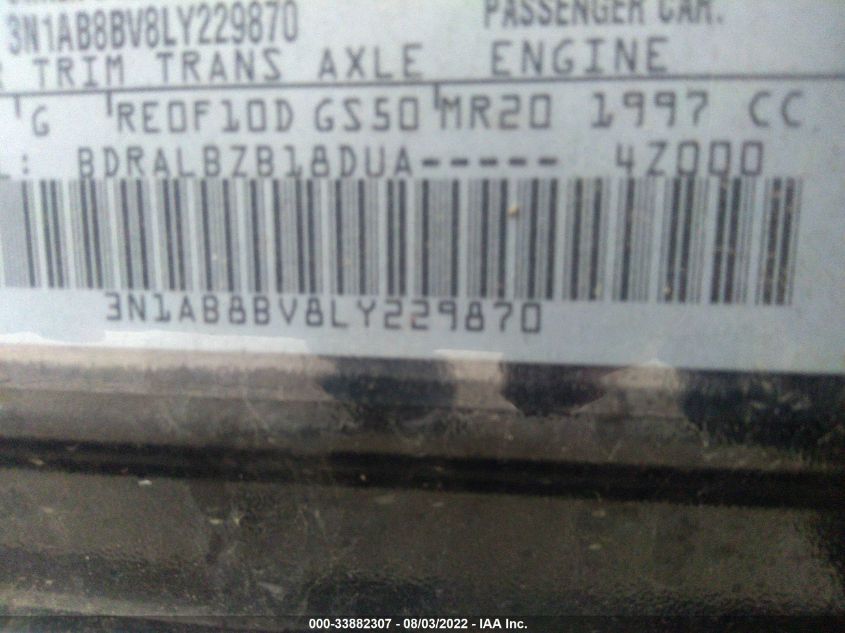 3N1AB8BV8LY229870 PASSENGER CAR.
TRIM TRANS AXLE ENGINE
G RE0F10D GS50 MR20 1997 CC
: BDRALBZB18DUA----- 4Z000
3N1AB8BV8LY229870
000-33882307 - 08/03/2022 - IAA Inc.